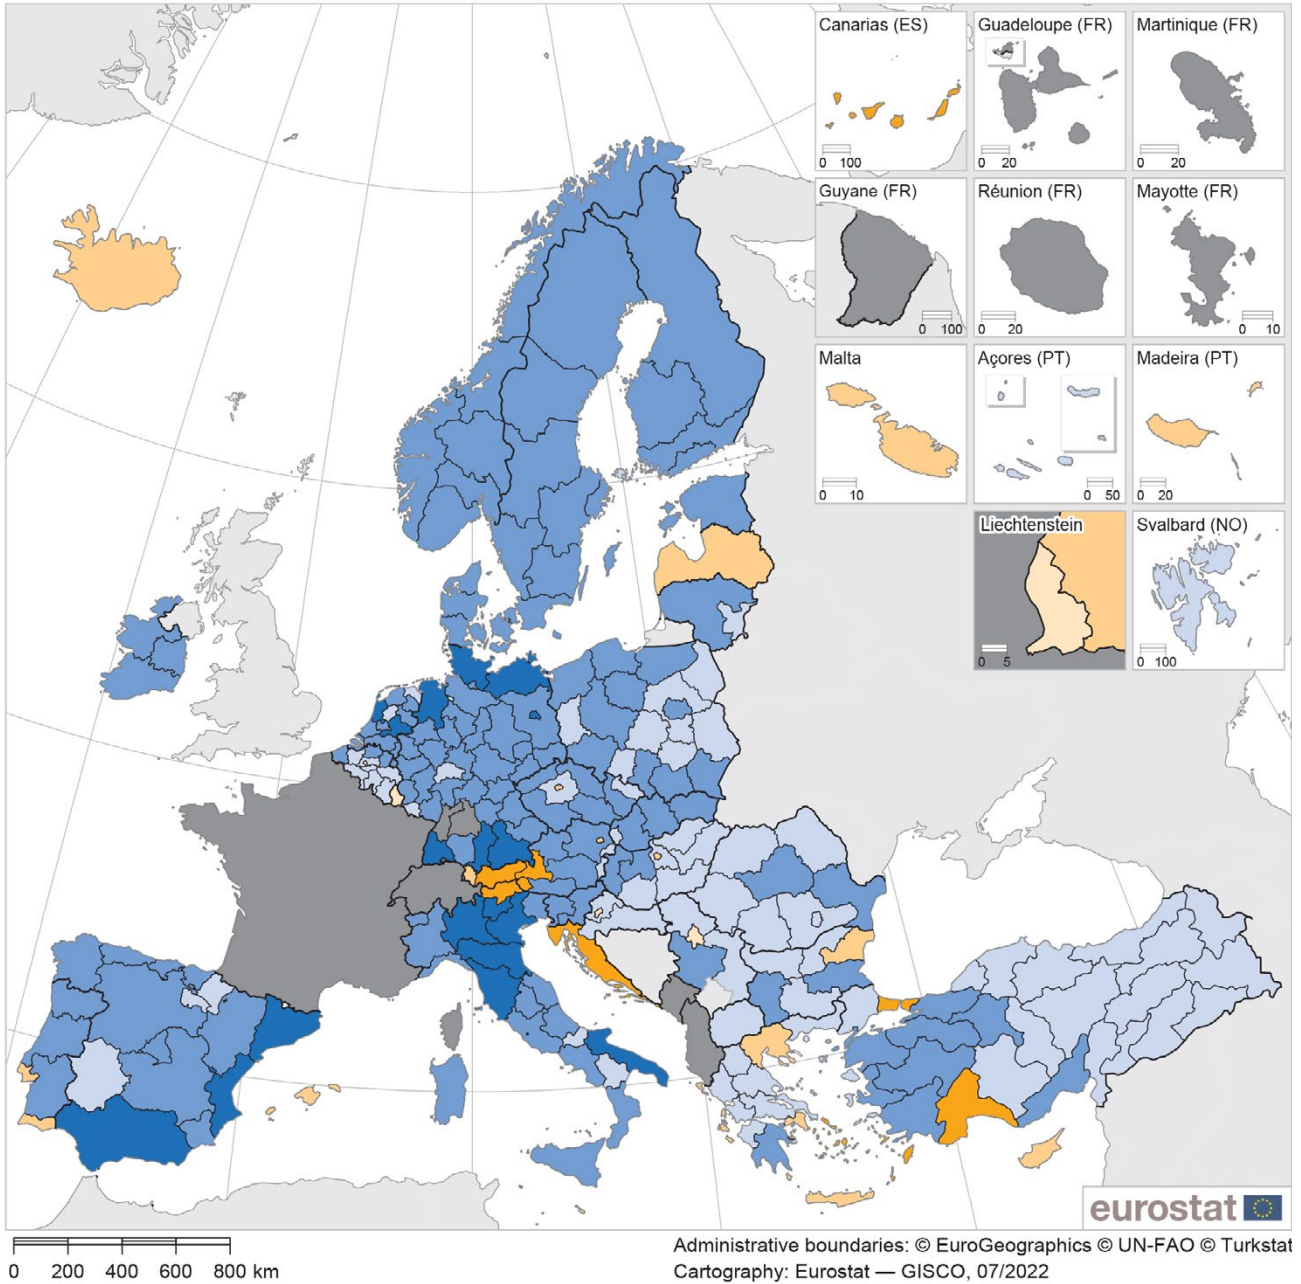 Canarias (ES)
0 100
Guadeloupe (FR)
0 20
Martinique (FR)
0 20
Guyane (FR)
0 100
Réunion (FR)
0 20
Mayotte (FR)
0 10
Malta
0 10
Açores (PT)
0 50
Madeira (PT)
0 20
Liechtenstein
0 5
Svalbard (NO)
0 100
eurostat
0 200 400 600 800 km
Administrative boundaries: © EuroGeographics © UN-FAO © Turkstat
Cartography: Eurostat — GISCO, 07/2022